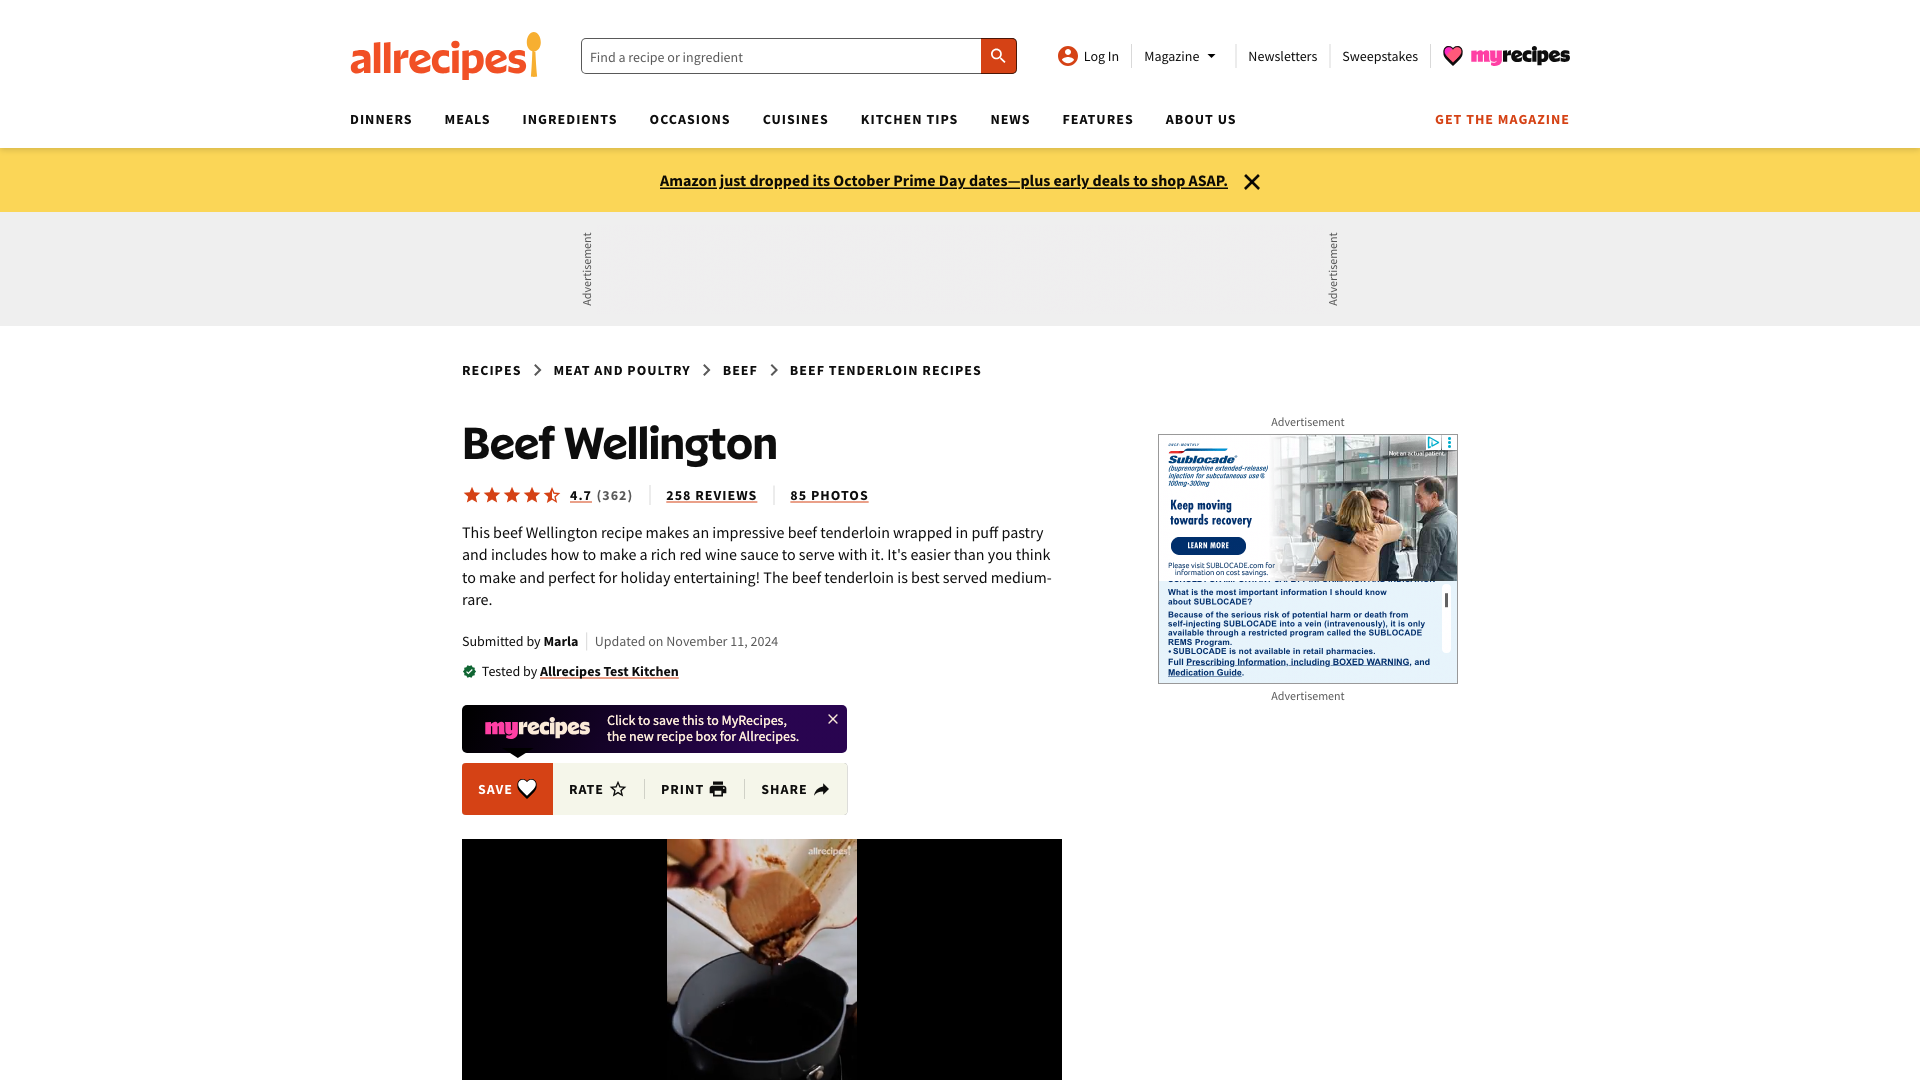 allrecipes
Find a recipe or ingredient
Log In
Magazine
Newsletters
Sweepstakes
myrecipes
DINNERS
MEALS
INGREDIENTS
OCCASIONS
CUISINES
KITCHEN TIPS
NEWS
FEATURES
ABOUT US
GET THE MAGAZINE
Amazon just dropped its October Prime Day dates—plus early deals to shop ASAP.
Advertisement
Advertisement
RECIPES
MEAT AND POULTRY
BEEF
BEEF TENDERLOIN RECIPES
Beef Wellington
4.7 (362)
258 REVIEWS
85 PHOTOS
This beef Wellington recipe makes an impressive beef tenderloin wrapped in puff pastry
and includes how to make a rich red wine sauce to serve with it. It's easier than you think
to make and perfect for holiday entertaining! The beef tenderloin is best served medium-
rare.
Submitted by Marla
Updated on November 11, 2024
Tested by Allrecipes Test Kitchen
myrecipes
Click to save this to MyRecipes,
the new recipe box for Allrecipes.
SAVE
RATE
PRINT
SHARE
allrecipes
Advertisement
ONCE-MONTHLY
Sublocade
(buprenorphine extended-release)
injection for subcutaneous use
100mg·300mg
Not an actual patient.
Keep moving
towards recovery
LEARN MORE
Please visit SUBLOCADE.com for
information on cost savings.
What is the most important information I should know
about SUBLOCADE?
Because of the serious risk of potential harm or death from
self-injecting SUBLOCADE into a vein (intravenously), it is only
available through a restricted program called the SUBLOCADE
REMS Program.
• SUBLOCADE is not available in retail pharmacies.
Full Prescribing Information, including BOXED WARNING, and
Medication Guide.
Advertisement